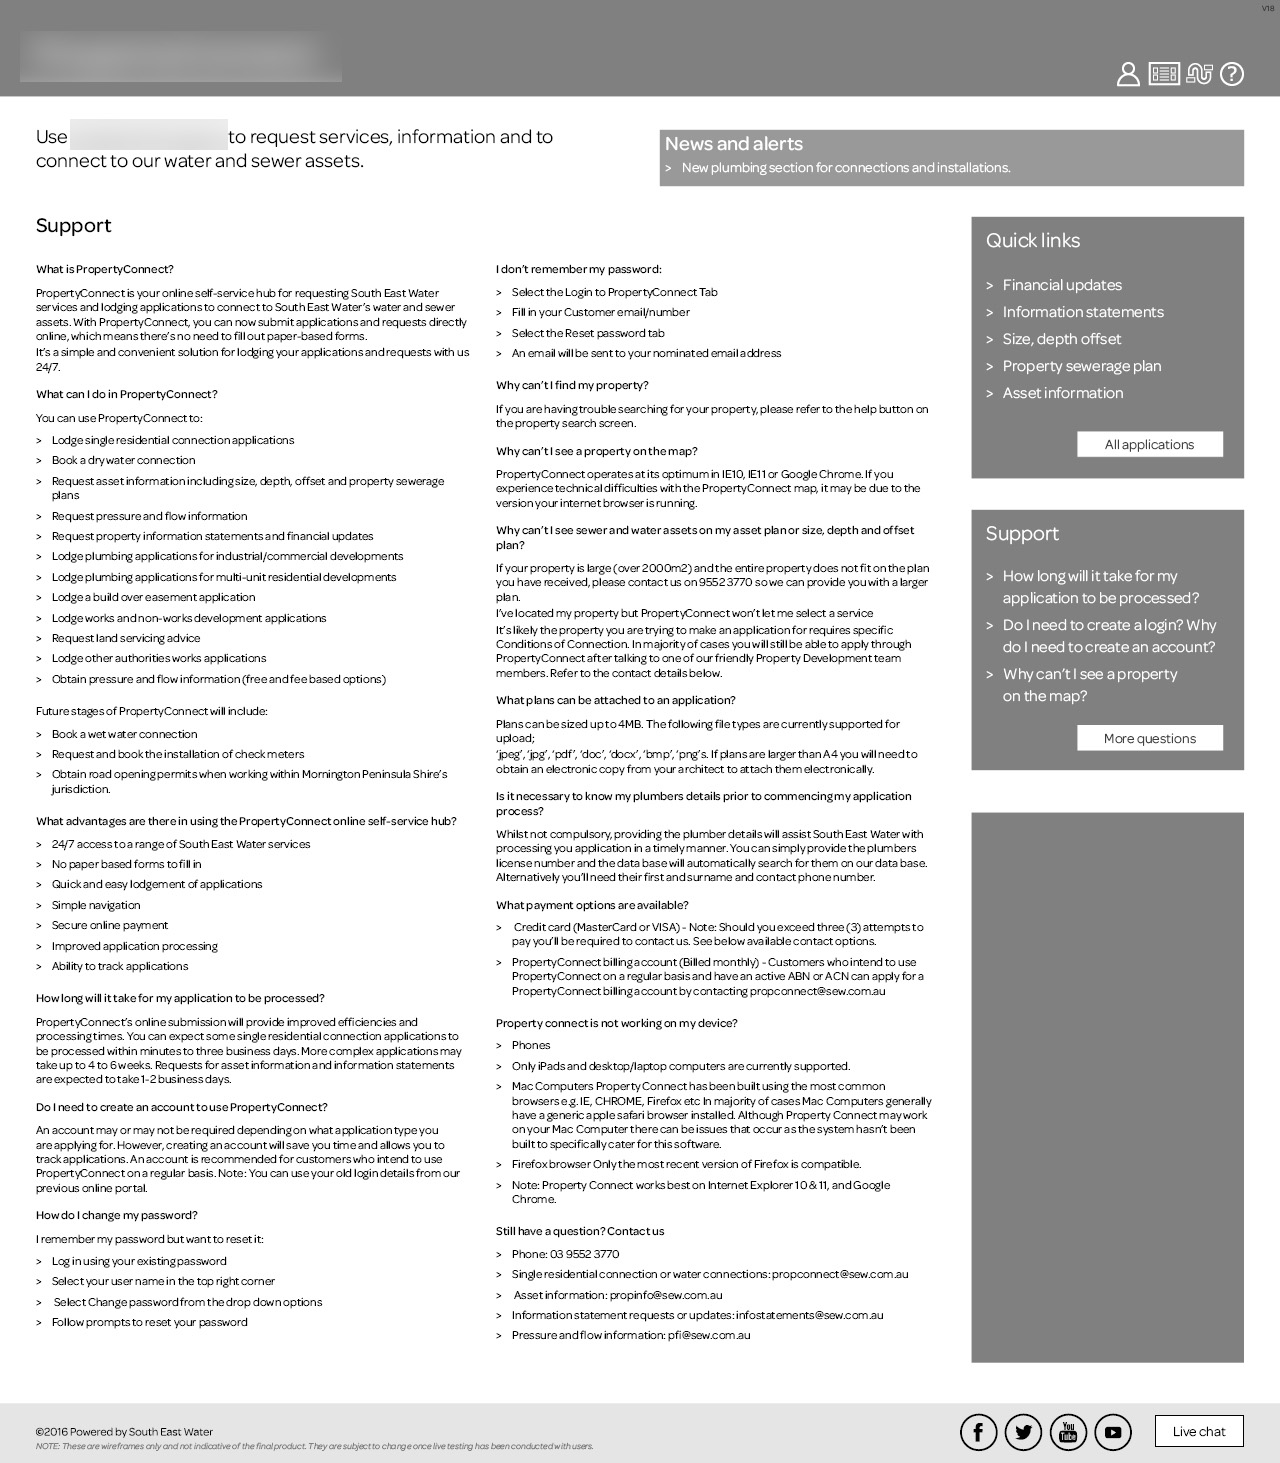 V18
Use
to request services, information and to
connect to our water and sewer assets.
News and alerts
> New plumbing section for connections and installations.
Support
What is PropertyConnect?
PropertyConnect is your online self-service hub for requesting South East Water
services and lodging applications to connect to South East Water's water and sewer
assets. With PropertyConnect, you can now submit applications and requests directly
online, which means there's no need to fill out paper-based forms.
It's a simple and convenient solution for lodging your applications and requests with us
24/7.
What can I do in PropertyConnect?
You can use PropertyConnect to:
> Lodge single residential connection applications
> Book a dry water connection
> Request asset information including size, depth, offset and property sewerage
plans
> Request pressure and flow information
> Request property information statements and financial updates
> Lodge plumbing applications for industrial/commercial developments
> Lodge plumbing applications for multi-unit residential developments
> Lodge a build over easement application
> Lodge works and non-works development applications
> Request land servicing advice
> Lodge other authorities works applications
> Obtain pressure and flow information (free and fee based options)
Future stages of PropertyConnect will include:
> Book a wet water connection
> Request and book the installation of check meters
> Obtain road opening permits when working within Mornington Peninsula Shire's
jurisdiction.
What advantages are there in using the PropertyConnect online self-service hub?
> 24/7 access to a range of South East Water services
> No paper based forms to fill in
> Quick and easy lodgement of applications
> Simple navigation
> Secure online payment
> Improved application processing
> Ability to track applications
How long will it take for my application to be processed?
PropertyConnect's online submission will provide improved efficiencies and
processing times. You can expect some single residential connection applications to
be processed within minutes to three business days. More complex applications may
take up to 4 to 6 weeks. Requests for asset information and information statements
are expected to take 1-2 business days.
Do I need to create an account to use PropertyConnect?
An account may or may not be required depending on what application type you
are applying for. However, creating an account will save you time and allows you to
track applications. An account is recommended for customers who intend to use
PropertyConnect on a regular basis. Note: You can use your old login details from our
previous online portal.
How do I change my password?
I remember my password but want to reset it:
> Log in using your existing password
> Select your user name in the top right corner
> Select Change password from the drop down options
> Follow prompts to reset your password
I don't remember my password:
> Select the Login to PropertyConnect Tab
> Fill in your Customer email/number
> Select the Reset password tab
> An email will be sent to your nominated email address
Why can't I find my property?
If you are having trouble searching for your property, please refer to the help button on
the property search screen.
Why can't I see a property on the map?
PropertyConnect operates at its optimum in IE10, IE11 or Google Chrome. If you
experience technical difficulties with the PropertyConnect map, it may be due to the
version your internet browser is running.
Why can't I see sewer and water assets on my asset plan or size, depth and offset
plan?
If your property is large (over 2000m2) and the entire property does not fit on the plan
you have received, please contact us on 9552 3770 so we can provide you with a larger
plan.
I've located my property but PropertyConnect won't let me select a service
It's likely the property you are trying to make an application for requires specific
Conditions of Connection. In majority of cases you will still be able to apply through
PropertyConnect after talking to one of our friendly Property Development team
members. Refer to the contact details below.
What plans can be attached to an application?
Plans can be sized up to 4MB. The following file types are currently supported for
upload;
'jpeg', 'jpg', 'pdf', 'doc', 'docx', 'bmp', 'png's. If plans are larger than A4 you will need to
obtain an electronic copy from your architect to attach them electronically.
Is it necessary to know my plumbers details prior to commencing my application
process?
Whilst not compulsory, providing the plumber details will assist South East Water with
processing you application in a timely manner. You can simply provide the plumbers
license number and the data base will automatically search for them on our data base.
Alternatively you'll need their first and surname and contact phone number.
What payment options are available?
> Credit card (MasterCard or VISA) - Note: Should you exceed three (3) attempts to
pay you'll be required to contact us. See below available contact options.
> PropertyConnect billing account (Billed monthly) - Customers who intend to use
PropertyConnect on a regular basis and have an active ABN or ACN can apply for a
PropertyConnect billing account by contacting propconnect@sew.com.au
Property connect is not working on my device?
> Phones
> Only iPads and desktop/laptop computers are currently supported.
> Mac Computers Property Connect has been built using the most common
browsers e.g. IE, CHROME, Firefox etc In majority of cases Mac Computers generally
have a generic apple safari browser installed. Although Property Connect may work
on your Mac Computer there can be issues that occur as the system hasn't been
built to specifically cater for this software.
> Firefox browser Only the most recent version of Firefox is compatible.
> Note: Property Connect works best on Internet Explorer 10 & 11, and Google
Chrome.
Still have a question? Contact us
> Phone: 03 9552 3770
> Single residential connection or water connections: propconnect@sew.com.au
> Asset information: propinfo@sew.com.au
> Information statement requests or updates: infostatements@sew.com.au
> Pressure and flow information: pfi@sew.com.au
Quick links
> Financial updates
> Information statements
> Size, depth offset
> Property sewerage plan
> Asset information
All applications
Support
> How long will it take for my
application to be processed?
> Do I need to create a login? Why
do I need to create an account?
> Why can't I see a property
on the map?
More questions
©2016 Powered by South East Water
NOTE: These are wireframes only and not indicative of the final product. They are subject to change once live testing has been conducted with users.
You
Tube
Live chat